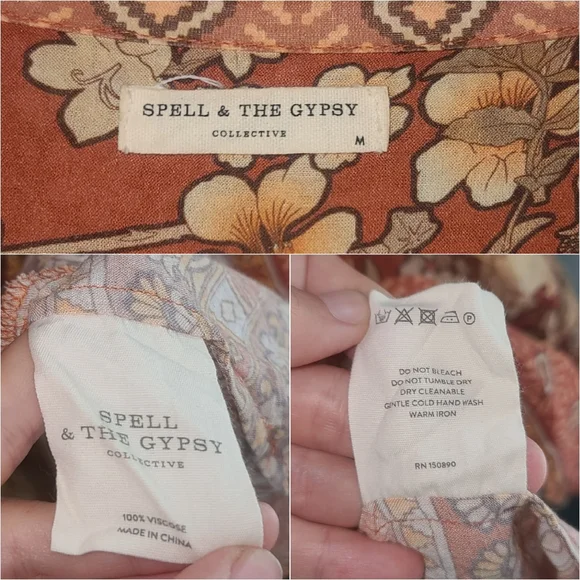 SPELL & THE GYPSY
COLLECTIVE
M
SPELL
& THE GYPSY
COLLECTIVE
100% VISCOSE
MADE IN CHINA
P
DO NOT BLEACH
DO NOT TUMBLE DRY
DRY CLEANABLE
GENTLE COLD HAND WASH
WARM IRON
RN 150890